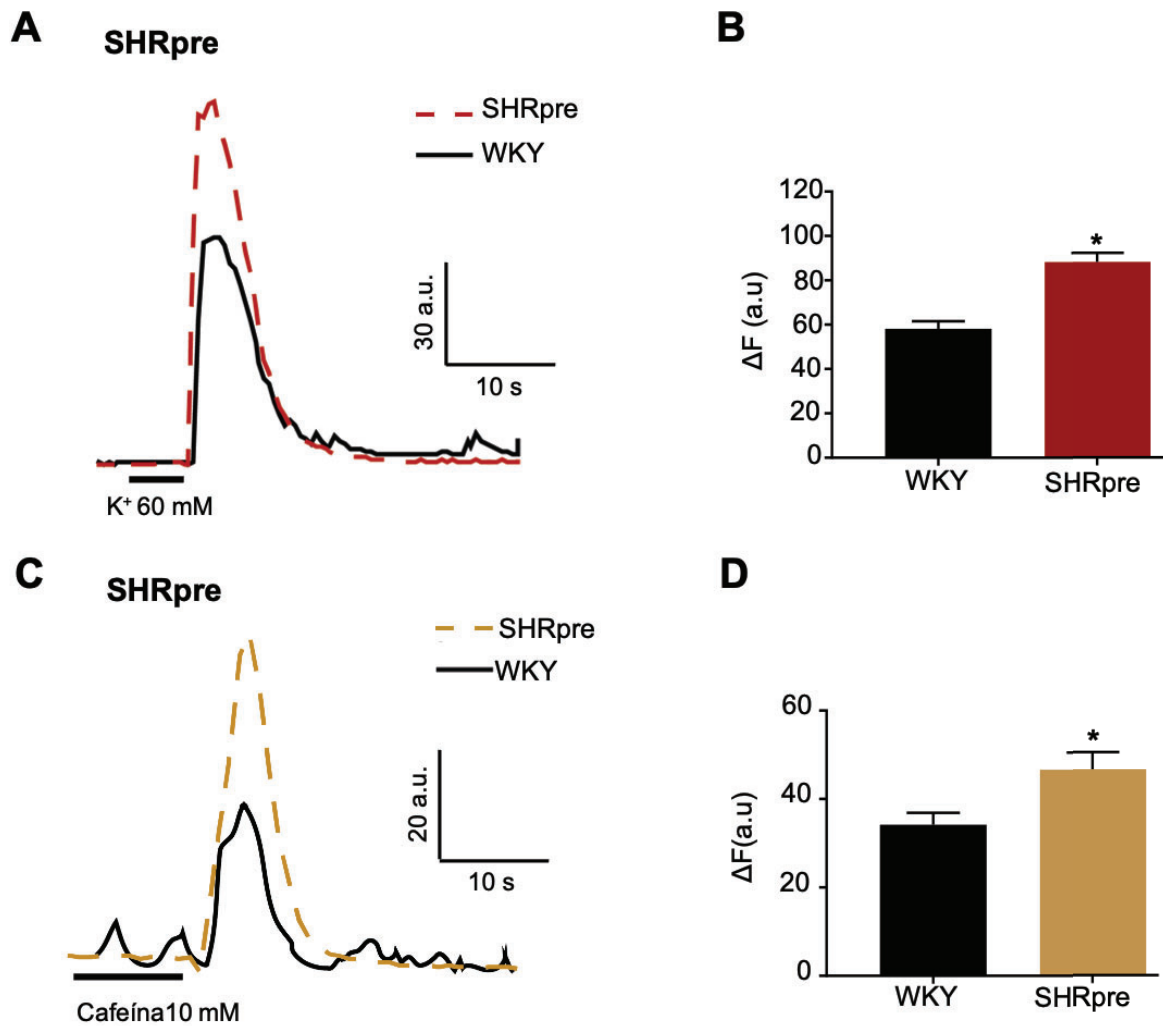 A
SHRpre
SHRpre
WKY
30 a.u.
10 s
K⁺ 60 mM
B
120
100
80
60
40
20
0
ΔF (a.u)
*
WKY
SHRpre
C
SHRpre
SHRpre
WKY
20 a.u.
10 s
Cafeína10 mM
D
60
40
20
0
ΔF(a.u)
*
WKY
SHRpre